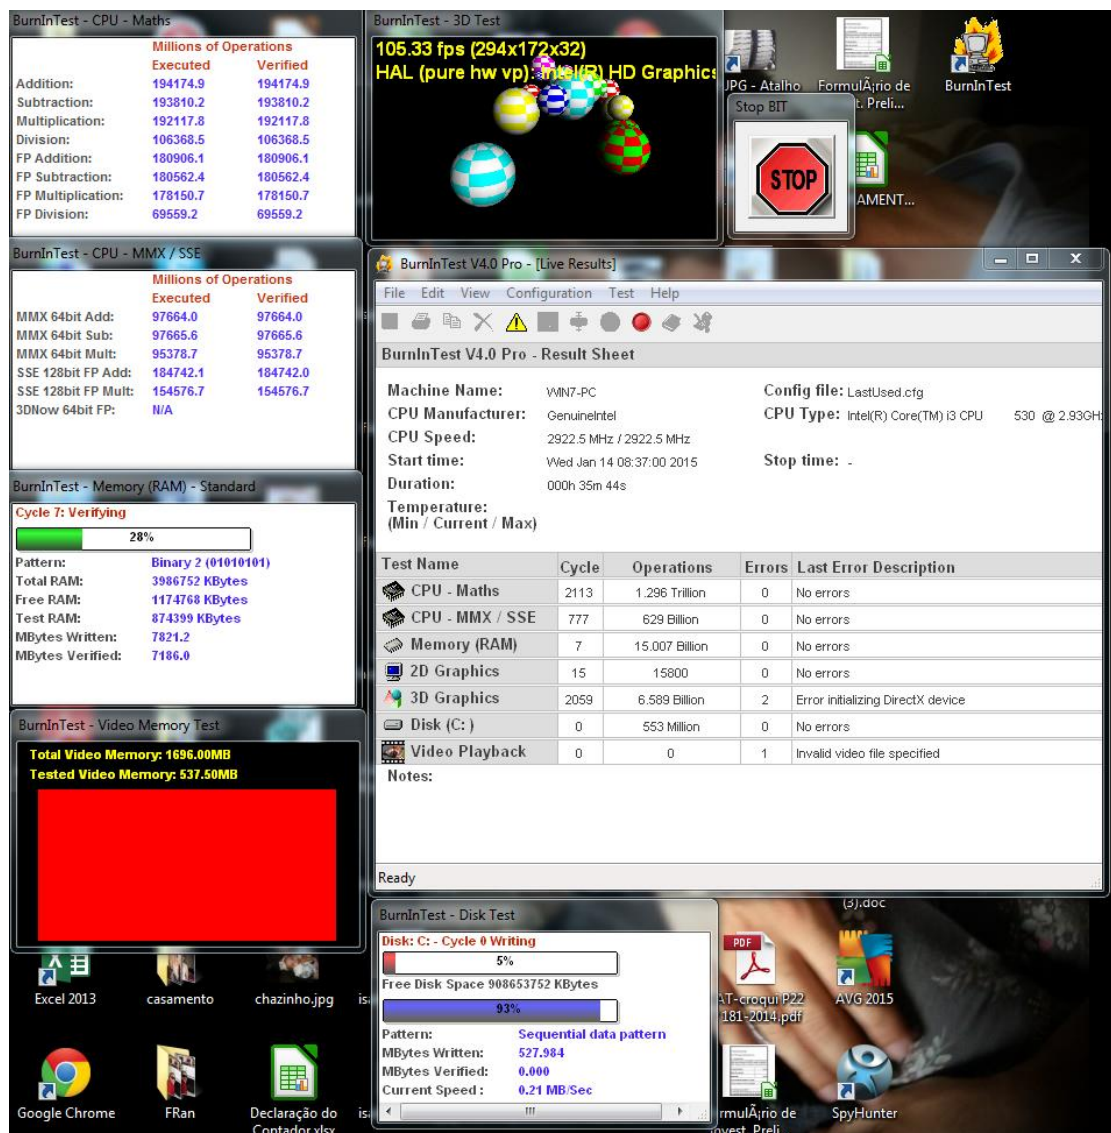 BurnInTest - CPU - Maths
Millions of Operations
Executed Verified
Addition: 194174.9 194174.9
Subtraction: 193810.2 193810.2
Multiplication: 192117.8 192117.8
Division: 106368.5 106368.5
FP Addition: 180906.1 180906.1
FP Subtraction: 180562.4 180562.4
FP Multiplication: 178150.7 178150.7
FP Division: 69559.2 69559.2
BurnInTest - 3D Test
105.33 fps (294x172x32)
HAL (pure hw vp): Intel(R) HD Graphics
JPG - Atalho
FormulÃ¡rio de
t. Preli...
BurnInTest
Stop BIT
STOP
AMENT...
BurnInTest - CPU - MMX / SSE
Millions of Operations
Executed Verified
MMX 64bit Add: 97664.0 97664.0
MMX 64bit Sub: 97665.6 97665.6
MMX 64bit Mult: 95378.7 95378.7
SSE 128bit FP Add: 184742.1 184742.0
SSE 128bit FP Mult: 154576.7 154576.7
3DNow 64bit FP: N/A
BurnInTest - Memory (RAM) - Standard
Cycle 7: Verifying
28%
Pattern: Binary 2 (01010101)
Total RAM: 3986752 KBytes
Free RAM: 1174768 KBytes
Test RAM: 874399 KBytes
MBytes Written: 7821.2
MBytes Verified: 7186.0
BurnInTest - Video Memory Test
Total Video Memory: 1696.00MB
Tested Video Memory: 537.50MB
BurnInTest V4.0 Pro - [Live Results]
File Edit View Configuration Test Help
BurnInTest V4.0 Pro - Result Sheet
Machine Name: WIN7-PC Config file: LastUsed.cfg
CPU Manufacturer: GenuineIntel CPU Type: Intel(R) Core(TM) i3 CPU 530 @ 2.93GHz
CPU Speed: 2922.5 MHz / 2922.5 MHz
Start time: Wed Jan 14 08:37:00 2015 Stop time: -
Duration: 000h 35m 44s
Temperature:
(Min / Current / Max)
Test Name Cycle Operations Errors Last Error Description
CPU - Maths 2113 1.296 Trillion 0 No errors
CPU - MMX / SSE 777 629 Billion 0 No errors
Memory (RAM) 7 15.007 Billion 0 No errors
2D Graphics 15 15800 0 No errors
3D Graphics 2059 6.589 Billion 2 Error initializing DirectX device
Disk (C: ) 0 553 Million 0 No errors
Video Playback 0 0 1 Invalid video file specified
Notes:
Ready
BurnInTest - Disk Test
Disk: C: - Cycle 0 Writing
5%
Free Disk Space 908653752 KBytes
93%
Pattern: Sequential data pattern
MBytes Written: 527.984
MBytes Verified: 0.000
Current Speed : 0.21 MB/Sec
(3).doc
Excel 2013
casamento
chazinho.jpg
PDF
AT-croqui P22
181-2014.pdf
AVG 2015
Google Chrome
FRan
Declaração do
Contador.xlsx
rmulÃ¡rio de
vest. Preli
SpyHunter